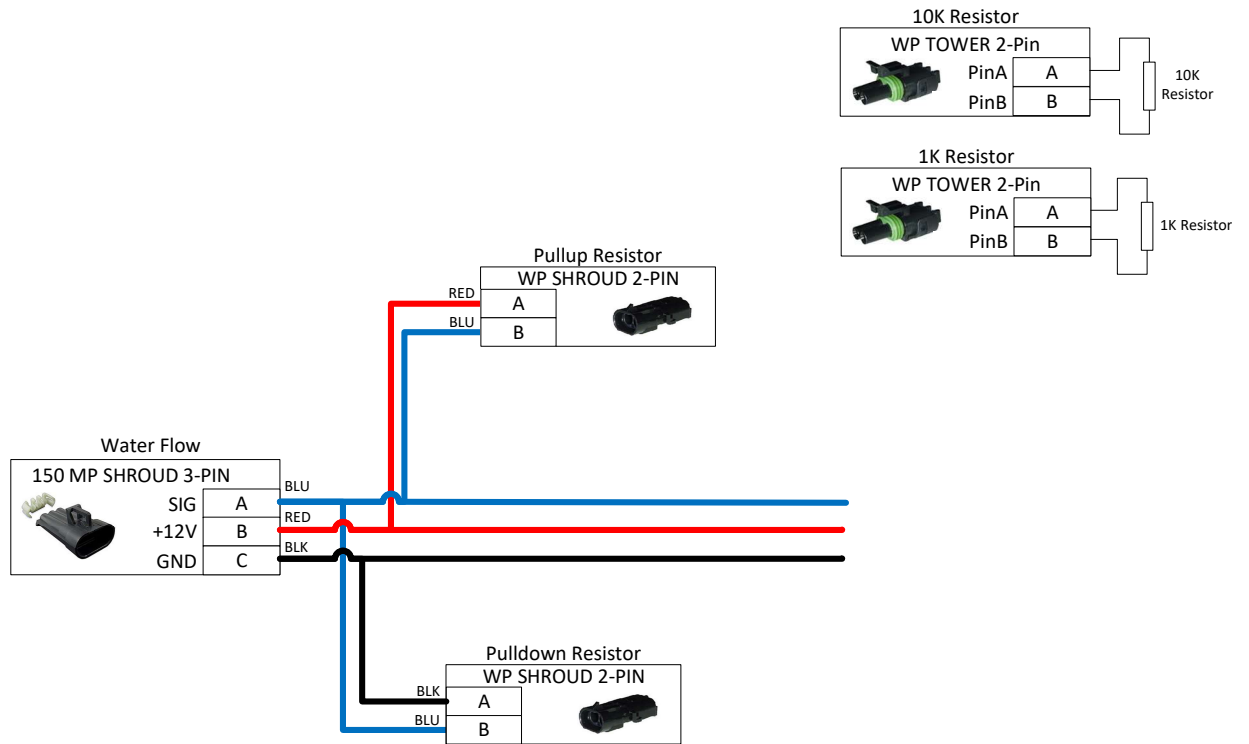 10K Resistor
WP TOWER 2-Pin
PinA A
PinB B
10K
Resistor
1K Resistor
WP TOWER 2-Pin
PinA A
PinB B
1K Resistor
Pullup Resistor
WP SHROUD 2-PIN
RED A
BLU B
Water Flow
150 MP SHROUD 3-PIN
SIG A BLU
+12V B RED
GND C BLK
Pulldown Resistor
WP SHROUD 2-PIN
BLK A
BLU B